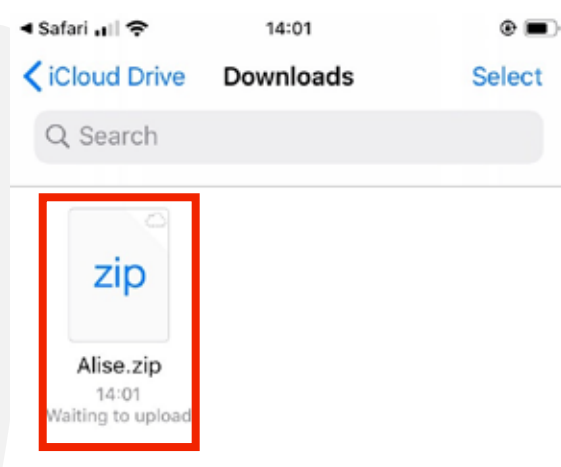 Safari 14:01
iCloud Drive Downloads Select
Search
zip
Alise.zip
14:01
Waiting to upload